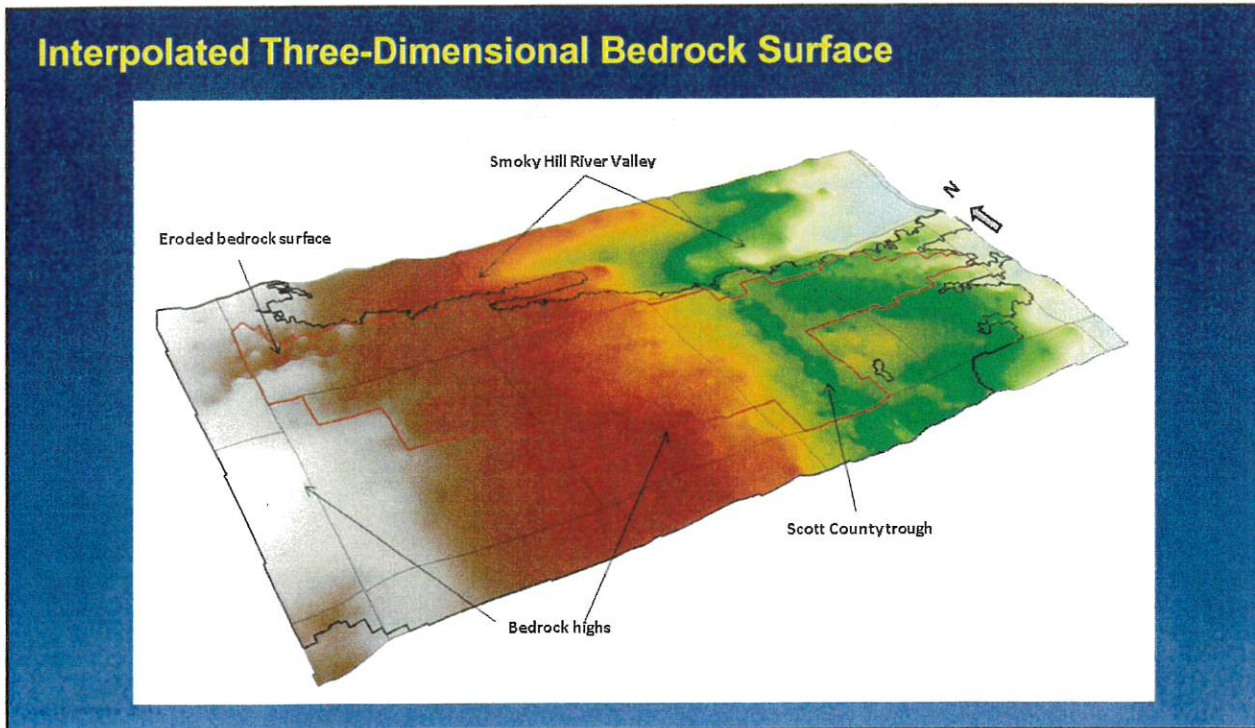 Interpolated Three-Dimensional Bedrock Surface
Smoky Hill River Valley
N
Eroded bedrock surface
Scott County trough
Bedrock highs